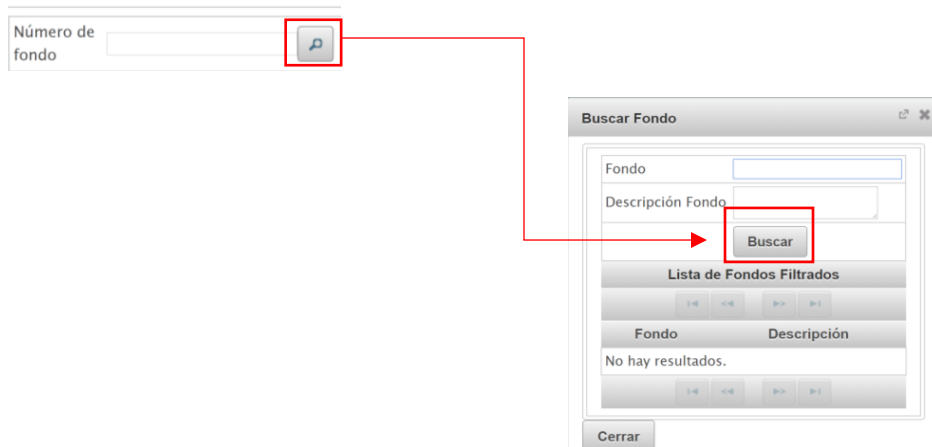 Número de
fondo
Buscar Fondo
Fondo
Descripción Fondo
Buscar
Lista de Fondos Filtrados
Fondo Descripción
No hay resultados.
Cerrar